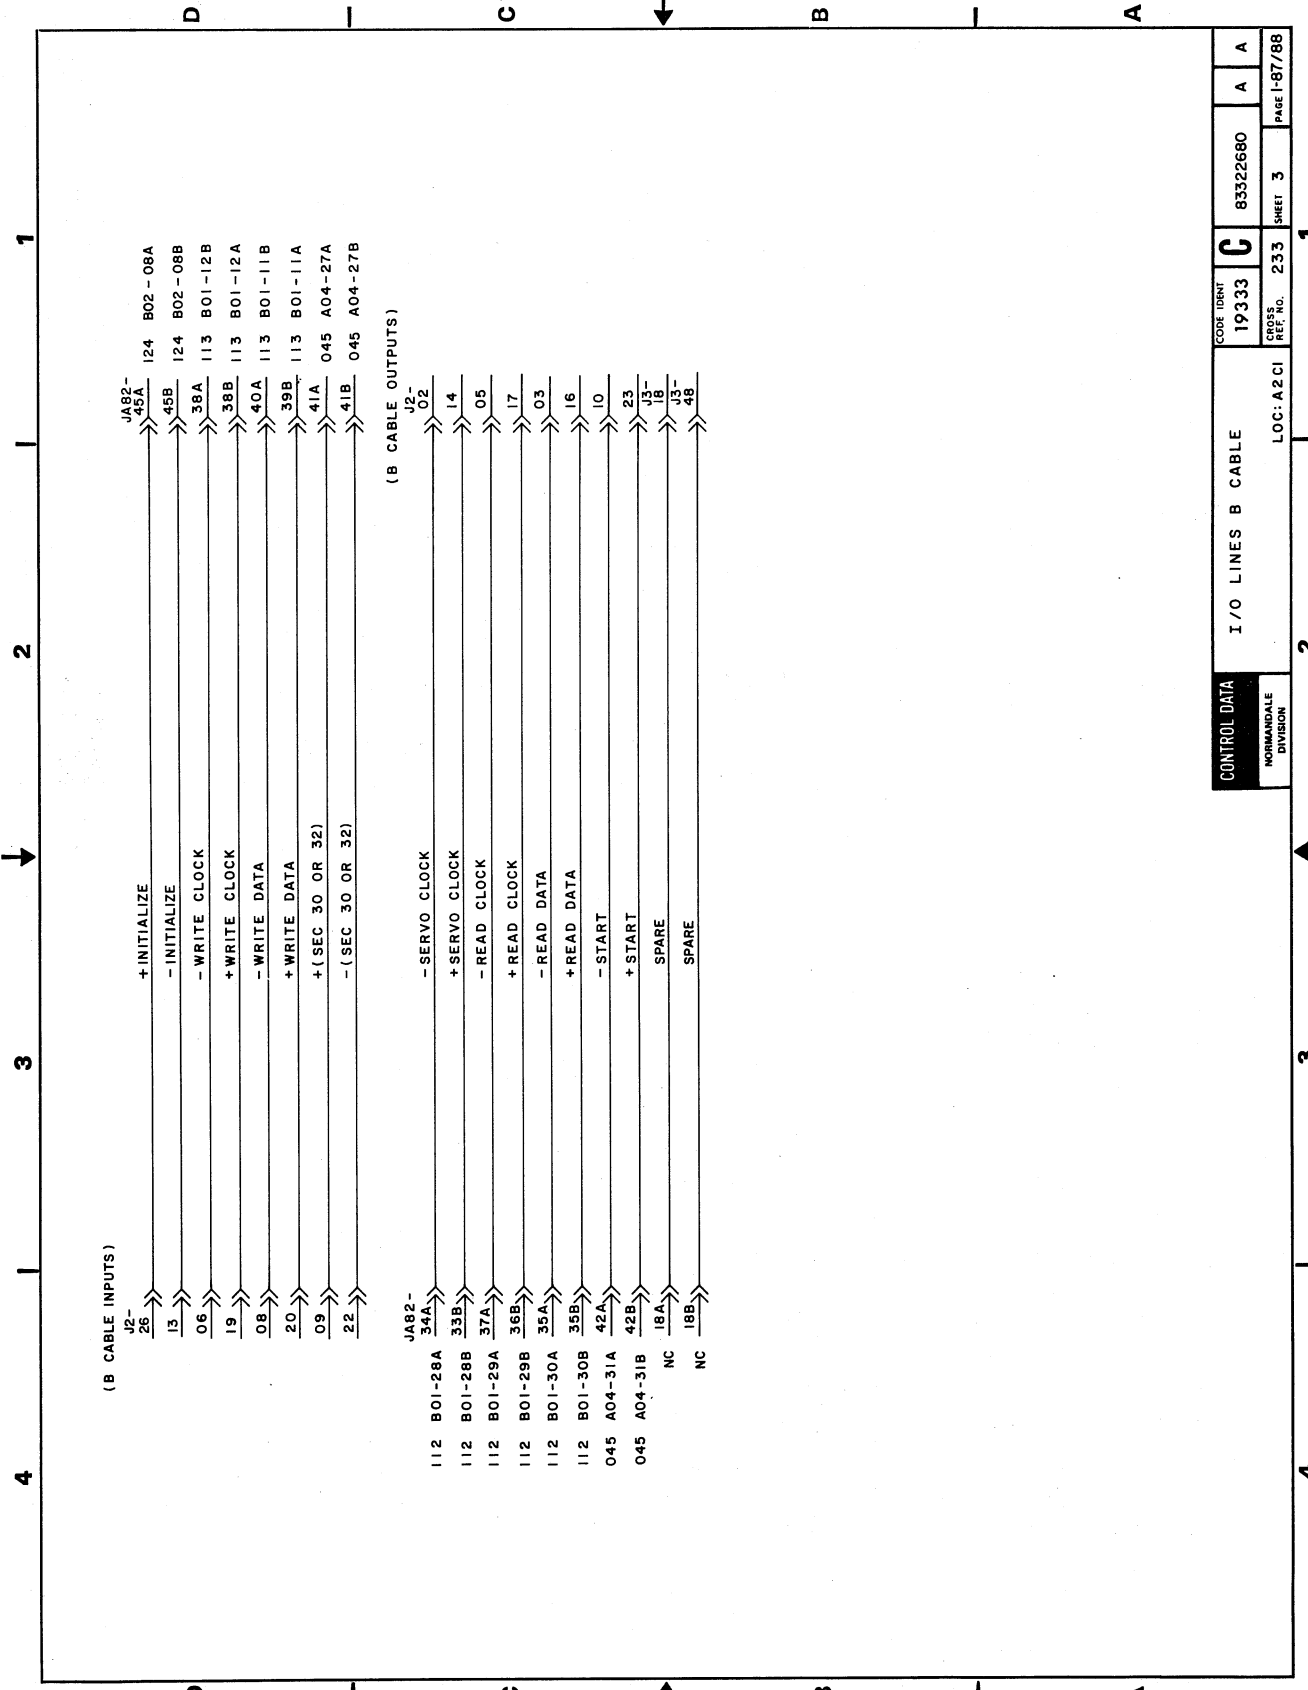 4 3 2 1
(B CABLE INPUTS)
J2- JA82-
26 +INITIALIZE 45A 124 B02-08A
13 -INITIALIZE 45B 124 B02-08B
06 -WRITE CLOCK 38A 113 B01-12B
19 +WRITE CLOCK 38B 113 B01-12A
08 -WRITE DATA 40A 113 B01-11B
20 +WRITE DATA 39B 113 B01-11A
09 +(SEC 30 OR 32) 41A 045 A04-27A
22 -(SEC 30 OR 32) 41B 045 A04-27B
(B CABLE OUTPUTS)
JA82- J2-
112 B01-28A 34A -SERVO CLOCK 02
112 B01-28B 33B +SERVO CLOCK 14
112 B01-29A 37A -READ CLOCK 05
112 B01-29B 36B +READ CLOCK 17
112 B01-30A 35A -READ DATA 03
112 B01-30B 35B +READ DATA 16
045 A04-31A 42A -START 10
045 A04-31B 42B +START 23
J3-
NC 18A SPARE 18
J3-
NC 18B SPARE 48
D
C
B
A
CONTROL DATA
NORMANDALE
DIVISION
I/O LINES B CABLE
LOC: A2C1
CODE IDENT
19333 C 83322680 A A
CROSS
REF. NO. 233 SHEET 3 PAGE 1-87/88
4 3 2 1